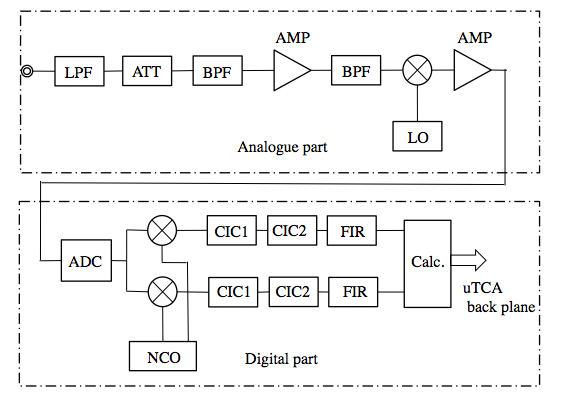 AMP
AMP
LPF
ATT
BPF
BPF
LO
Analogue part
CIC1
CIC2
FIR
ADC
Calc.
uTCA
back plane
CIC1
CIC2
FIR
NCO
Digital part